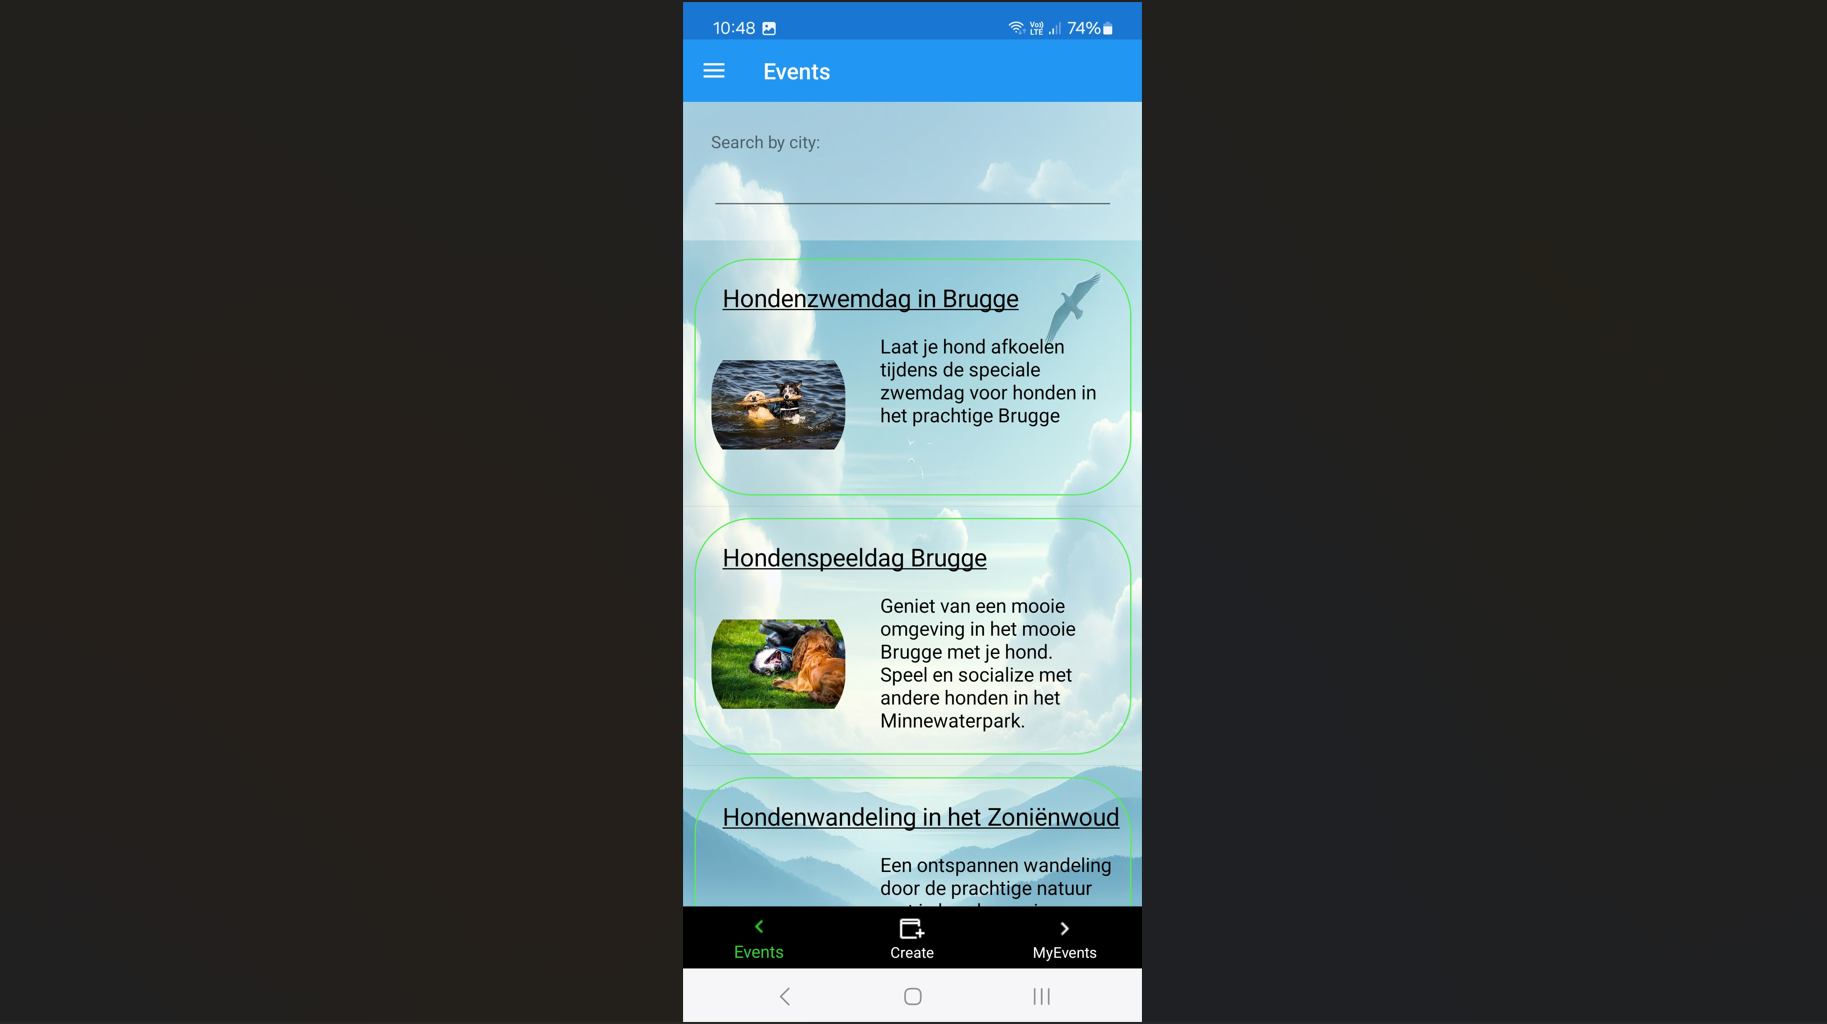 10:48
Vo))
LTE
74%
Events
Search by city:
Hondenzwemdag in Brugge
Laat je hond afkoelen
tijdens de speciale
zwemdag voor honden in
het prachtige Brugge
Hondenspeeldag Brugge
Geniet van een mooie
omgeving in het mooie
Brugge met je hond.
Speel en socialize met
andere honden in het
Minnewaterpark.
Hondenwandeling in het Zoniënwoud
Een ontspannen wandeling
door de prachtige natuur
Events
Create
MyEvents